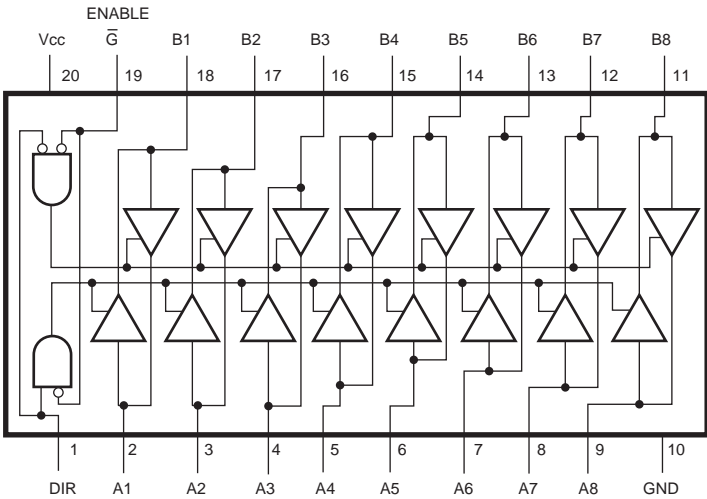 ENABLE
Vcc G̅ B1 B2 B3 B4 B5 B6 B7 B8
20 19 18 17 16 15 14 13 12 11
1 2 3 4 5 6 7 8 9 10
DIR A1 A2 A3 A4 A5 A6 A7 A8 GND